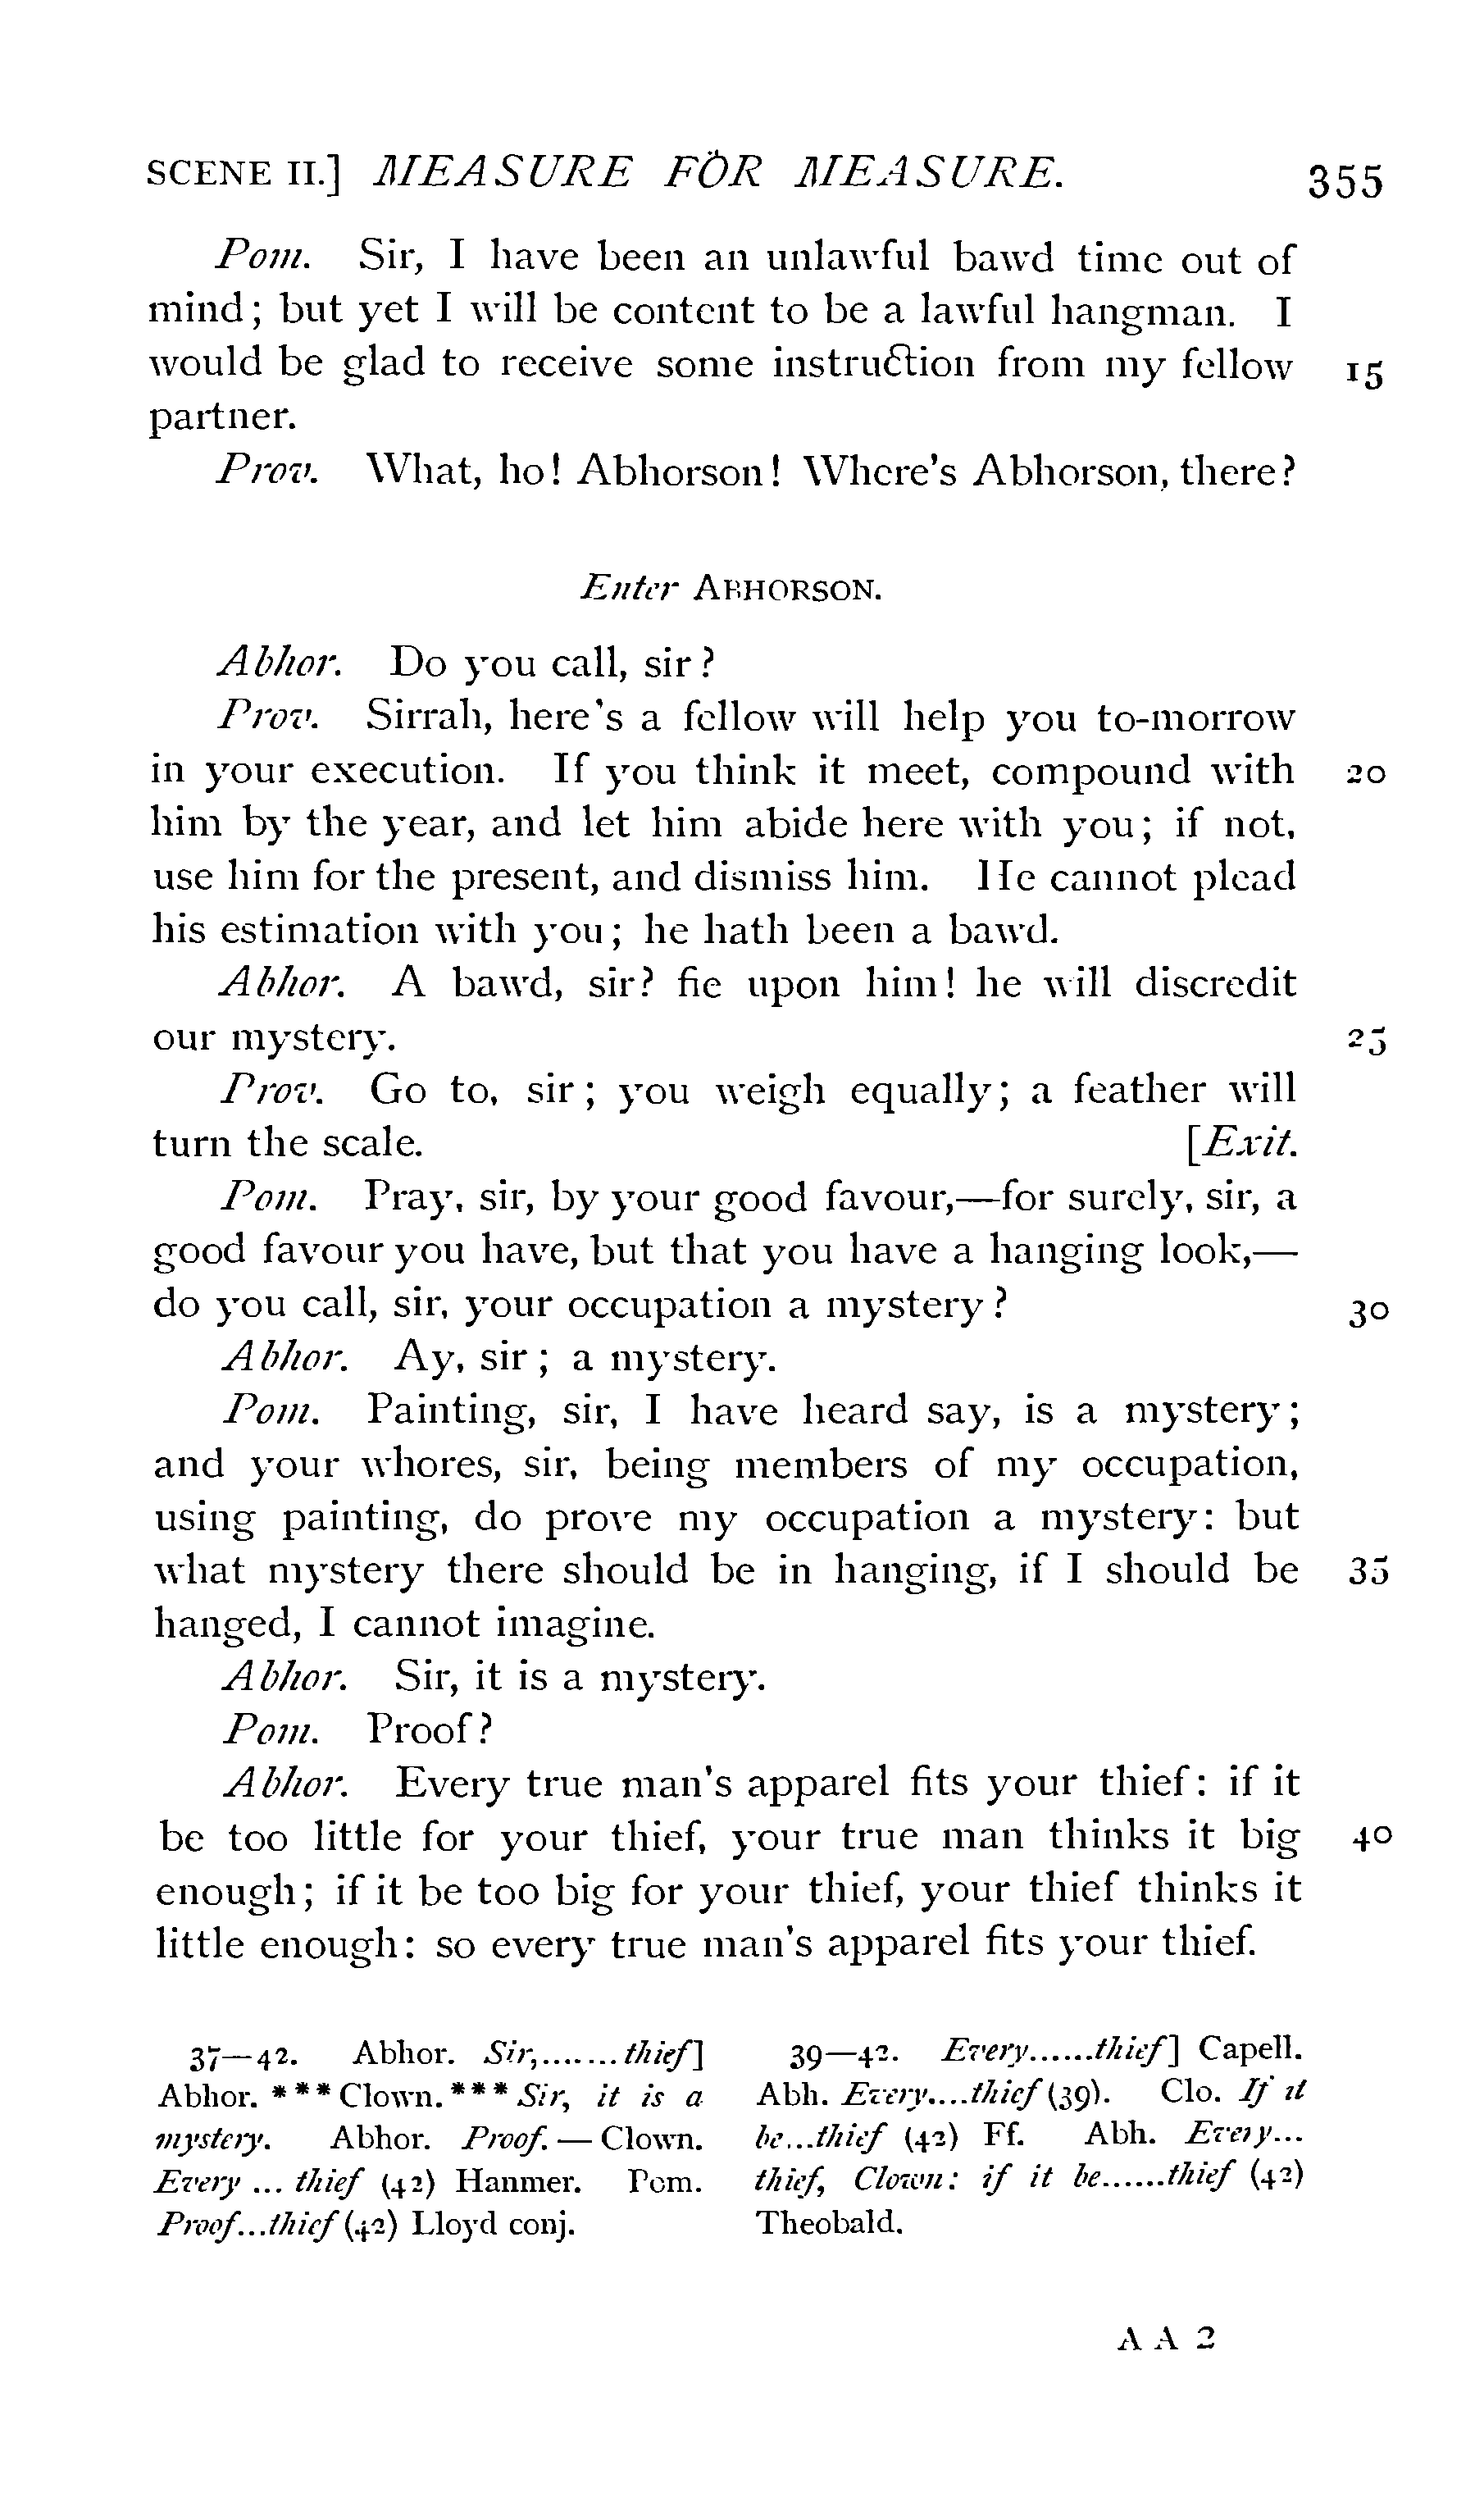 SCENE II.] MEASURE FOR MEASURE. 355
Pom. Sir, I have been an unlawful bawd time out of
mind; but yet I will be content to be a lawful hangman. I
would be glad to receive some instruction from my fellow 15
partner.
Prov. What, ho! Abhorson! Where's Abhorson, there?
Enter ABHORSON.
Abhor. Do you call, sir?
Prov. Sirrah, here's a fellow will help you to-morrow
in your execution. If you think it meet, compound with 20
him by the year, and let him abide here with you; if not,
use him for the present, and dismiss him. He cannot plead
his estimation with you; he hath been a bawd.
Abhor. A bawd, sir? fie upon him! he will discredit
our mystery. 25
Prov. Go to, sir; you weigh equally; a feather will
turn the scale. [Exit.
Pom. Pray, sir, by your good favour,—for surely, sir, a
good favour you have, but that you have a hanging look,—
do you call, sir, your occupation a mystery? 30
Abhor. Ay, sir; a mystery.
Pom. Painting, sir, I have heard say, is a mystery;
and your whores, sir, being members of my occupation,
using painting, do prove my occupation a mystery: but
what mystery there should be in hanging, if I should be 35
hanged, I cannot imagine.
Abhor. Sir, it is a mystery.
Pom. Proof?
Abhor. Every true man's apparel fits your thief: if it
be too little for your thief, your true man thinks it big 40
enough; if it be too big for your thief, your thief thinks it
little enough: so every true man's apparel fits your thief.
37—42. Abhor. Sir,........thief]
Abhor. * * * Clown. * * * Sir, it is a
mystery. Abhor. Proof.—Clown.
Every ... thief (42) Hanmer. Pom.
Proof...thief (42) Lloyd conj.
39—42. Every......thief] Capell.
Abh. Every....thief (39). Clo. If it
be...thief (42) Ff. Abh. Every...
thief, Clown: if it be......thief (42)
Theobald.
A A 2